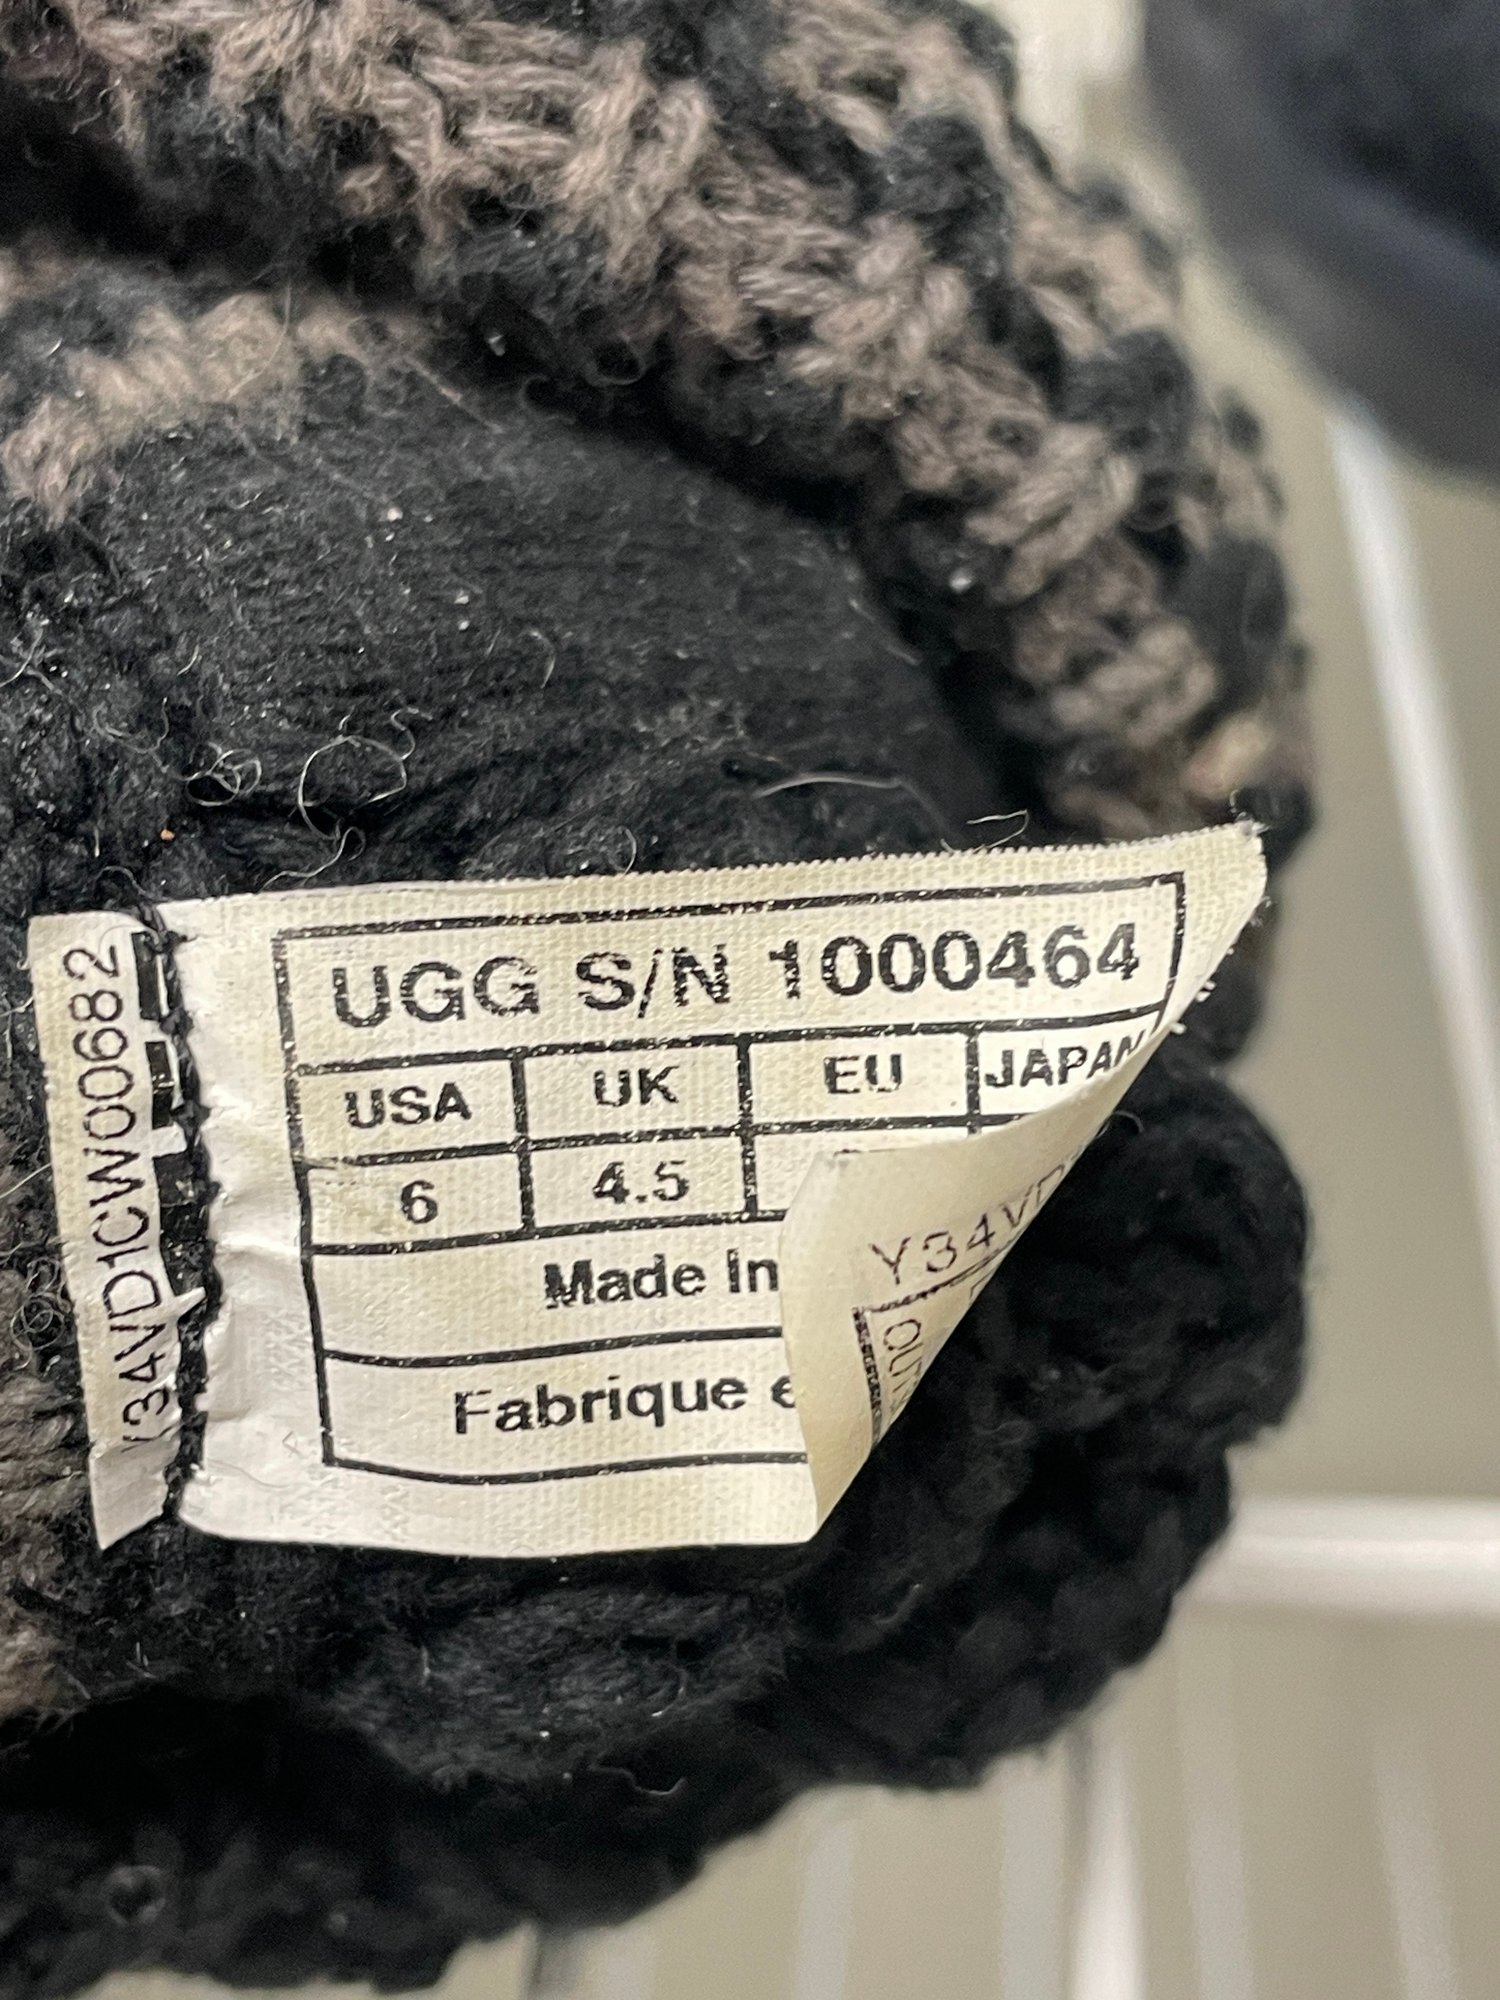 UGG S/N 1000464
USA UK EU JAPAN
6 4.5
Made In
Fabrique
Y34VD1CW00682
Y34V